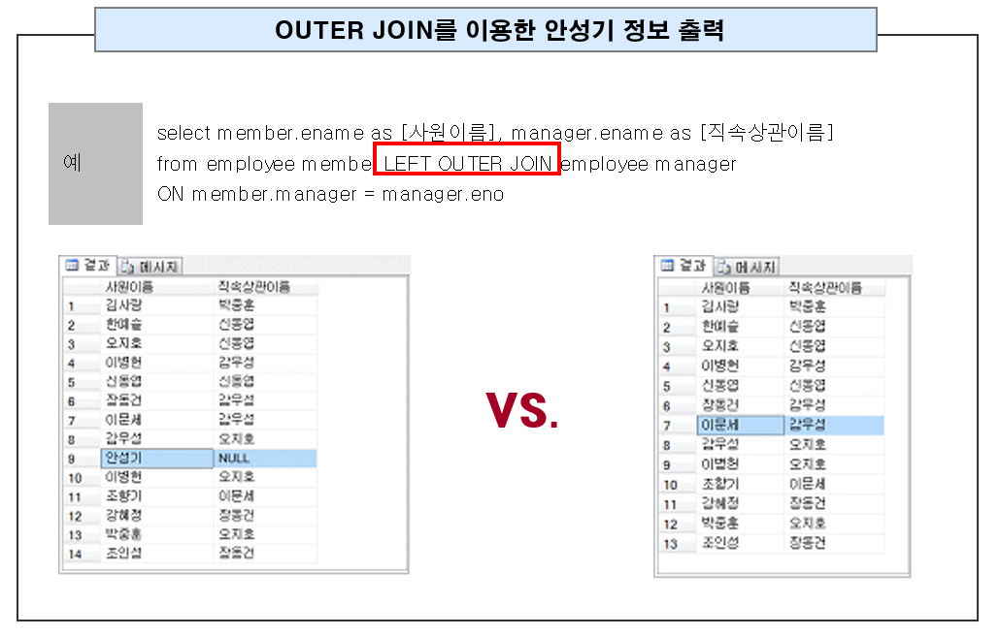 OUTER JOIN를 이용한 안성기 정보 출력
예
select member.ename as [사원이름], manager.ename as [직속상관이름]
from employee membe LEFT OUTER JOIN employee manager
ON member.manager = manager.eno
결과 메시지
사원이름 직속상관이름
1 김사랑 박중훈
2 한예슬 신동엽
3 오지호 신동엽
4 이병헌 감우성
5 신동엽 신동엽
6 장동건 감우성
7 이문세 감우성
8 감우성 오지호
9 안성기 NULL
10 이병헌 오지호
11 조향기 이문세
12 강혜정 장동건
13 박중훈 오지호
14 조인성 장동건
VS.
결과 메시지
사원이름 직속상관이름
1 김사랑 박중훈
2 한예슬 신동엽
3 오지호 신동엽
4 이병헌 감우성
5 신동엽 신동엽
6 장동건 감우성
7 이문세 감우성
8 감우성 오지호
9 이병헌 오지호
10 조향기 이문세
11 강혜정 장동건
12 박중훈 오지호
13 조인성 장동건